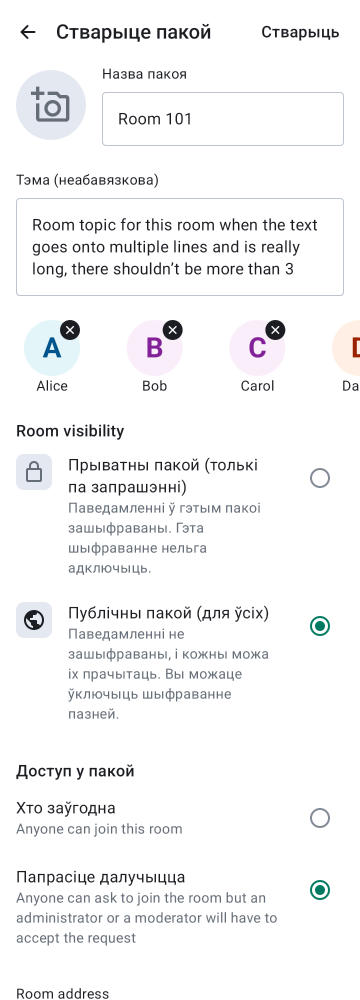 Стварыце пакой
Стварыць
Назва пакоя
Room 101
Тэма (неабавязкова)
Room topic for this room when the text
goes onto multiple lines and is really
long, there shouldn’t be more than 3
A
B
C
D
Alice
Bob
Carol
Da
Room visibility
Прыватны пакой (толькі
па запрашэнні)
Паведамленні ў гэтым пакоі
зашыфраваны. Гэта
шыфраванне нельга
адключыць.
Публічны пакой (для ўсіх)
Паведамленні не
зашыфраваны, і кожны можа
іх прачытаць. Вы можаце
ўключыць шыфраванне
пазней.
Доступ у пакой
Хто заўгодна
Anyone can join this room
Папрасіце далучыцца
Anyone can ask to join the room but an
administrator or a moderator will have to
accept the request
Room address